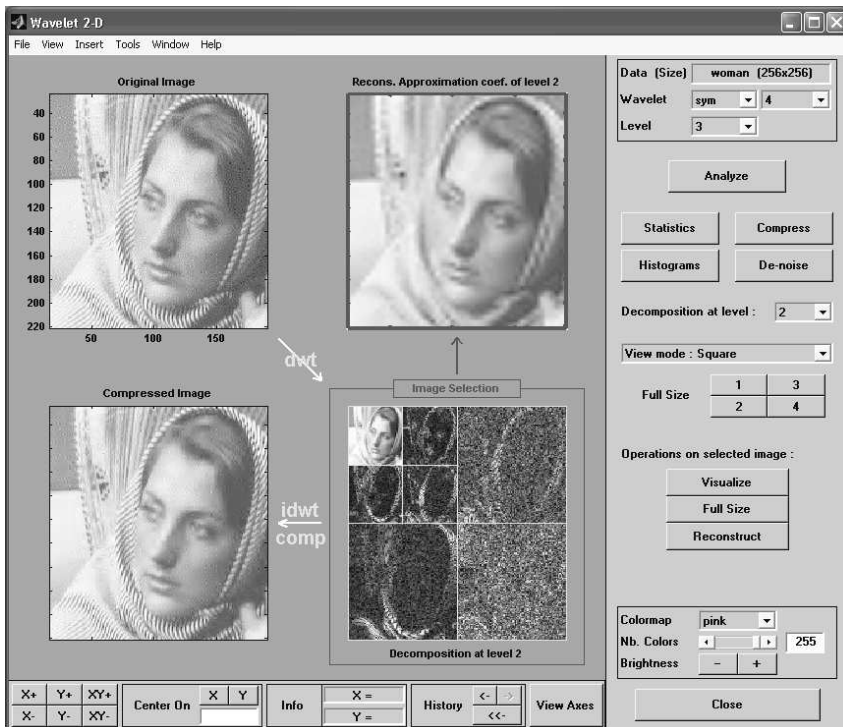 Wavelet 2-D
File View Insert Tools Window Help
Original Image
40
60
80
100
120
140
160
180
200
220
50 100 150
Recons. Approximation coef. of level 2
dwt
Compressed Image
Image Selection
idwt
comp
Decomposition at level 2
Data (Size) woman (256x256)
Wavelet sym 4
Level 3
Analyze
Statistics Compress
Histograms De-noise
Decomposition at level : 2
View mode : Square
Full Size 1 3
2 4
Operations on selected image :
Visualize
Full Size
Reconstruct
Colormap pink
Nb. Colors 255
Brightness - +
Close
X+ Y+ XY+
X- Y- XY-
Center On X Y
Info X =
Y =
History <- ->
<<-
View Axes